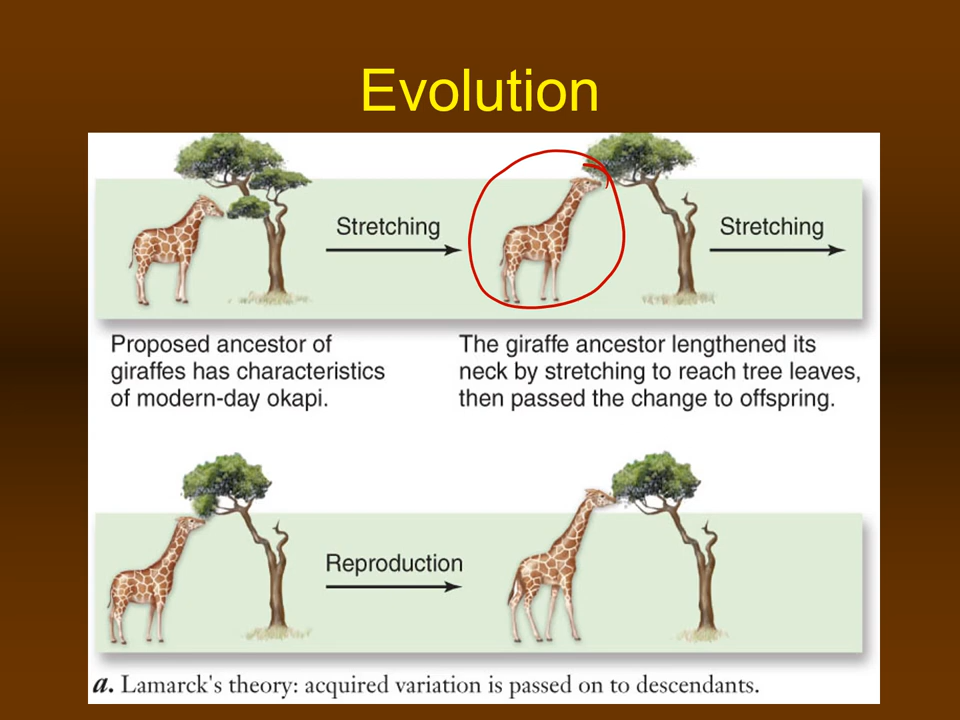 Evolution
Stretching
Stretching
Proposed ancestor of
giraffes has characteristics
of modern-day okapi.
The giraffe ancestor lengthened its
neck by stretching to reach tree leaves,
then passed the change to offspring.
Reproduction
a. Lamarck's theory: acquired variation is passed on to descendants.